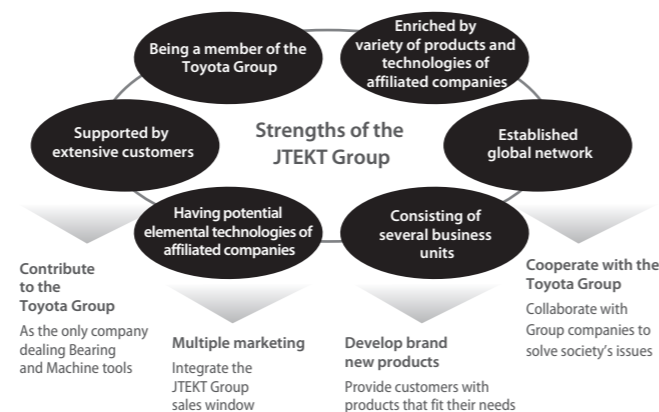 Being a member of the
Toyota Group
Enriched by
variety of products and
technologies of
affiliated companies
Supported by
extensive customers
Strengths of the
JTEKT Group
Established
global network
Having potential
elemental technologies of
affiliated companies
Consisting of
several business
units
Contribute
to the
Toyota Group
As the only company
dealing Bearing
and Machine tools
Multiple marketing
Integrate the
JTEKT Group
sales window
Develop brand
new products
Provide customers with
products that fit their needs
Cooperate with the
Toyota Group
Collaborate with
Group companies to
solve society's issues